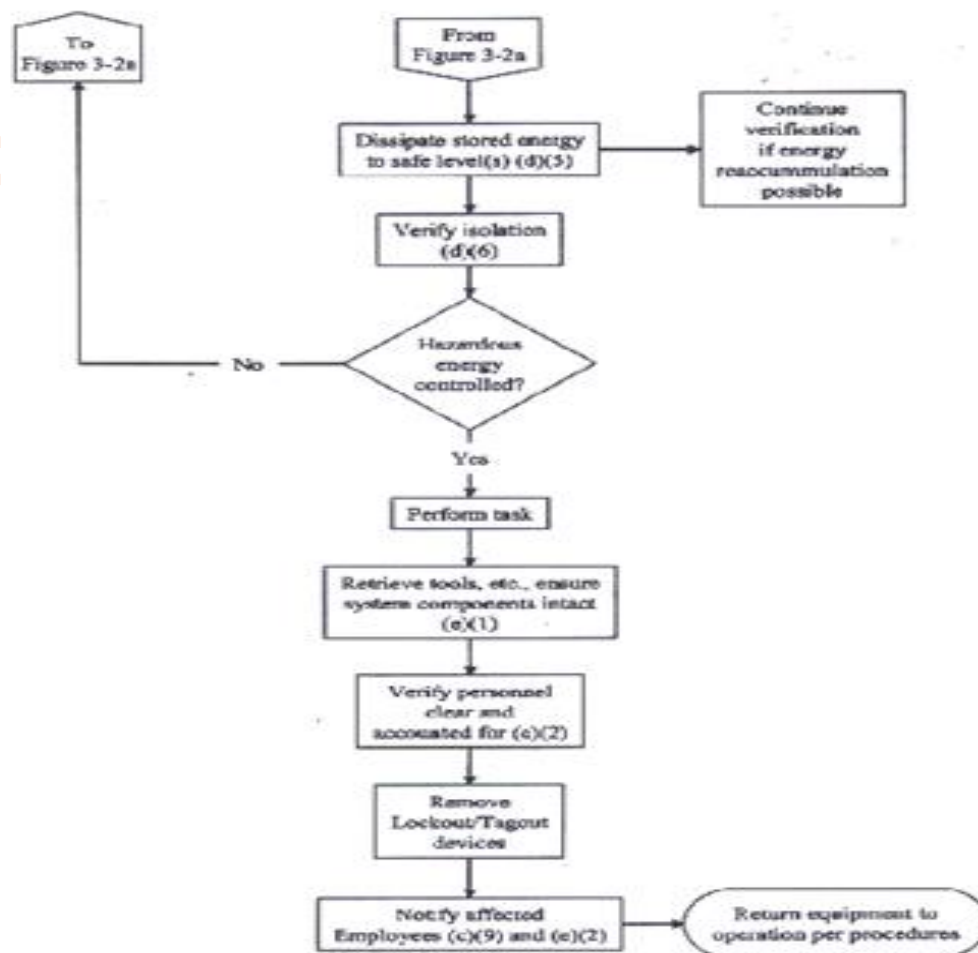 To
Figure 3-2a
From
Figure 3-2a
Dissipate stored energy
to safe level(s) (d)(5)
Continue
verification
if energy
reaccummulation
possible
Verify isolation
(d)(6)
Hazardous
energy
controlled?
No
Yes
Perform task
Retrieve tools, etc., ensure
system components intact
(e)(1)
Verify personnel
clear and
accounted for (e)(2)
Remove
Lockout/Tagout
devices
Notify affected
Employees (c)(9) and (e)(2)
Return equipment to
operation per procedures